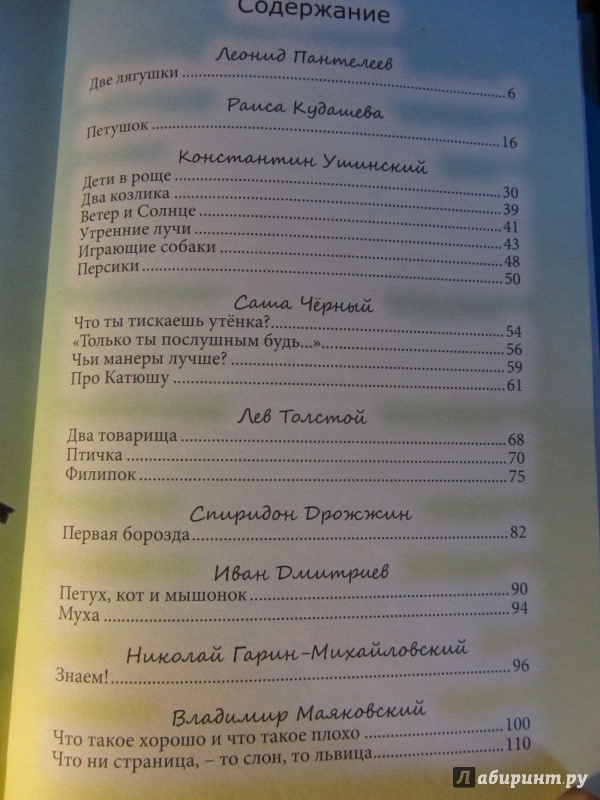 Содержание
Леонид Пантелеев
Две лягушки 6
Раиса Кудашева
Петушок 16
Константин Ушинский
Дети в роще 30
Два козлика 39
Ветер и Солнце 41
Утренние лучи 43
Играющие собаки 48
Персики 50
Саша Чёрный
Что ты тискаешь утёнка? 54
«Только ты послушным будь...» 56
Чьи манеры лучше? 59
Про Катюшу 61
Лев Толстой
Два товарища 68
Птичка 70
Филипок 75
Спиридон Дрожжин
Первая борозда 82
Иван Дмитриев
Петух, кот и мышонок 90
Муха 94
Николай Гарин-Михайловский
Знаем! 96
Владимир Маяковский
Что такое хорошо и что такое плохо 100
Что ни страница, – то слон, то львица 110
Лабиринт.ру